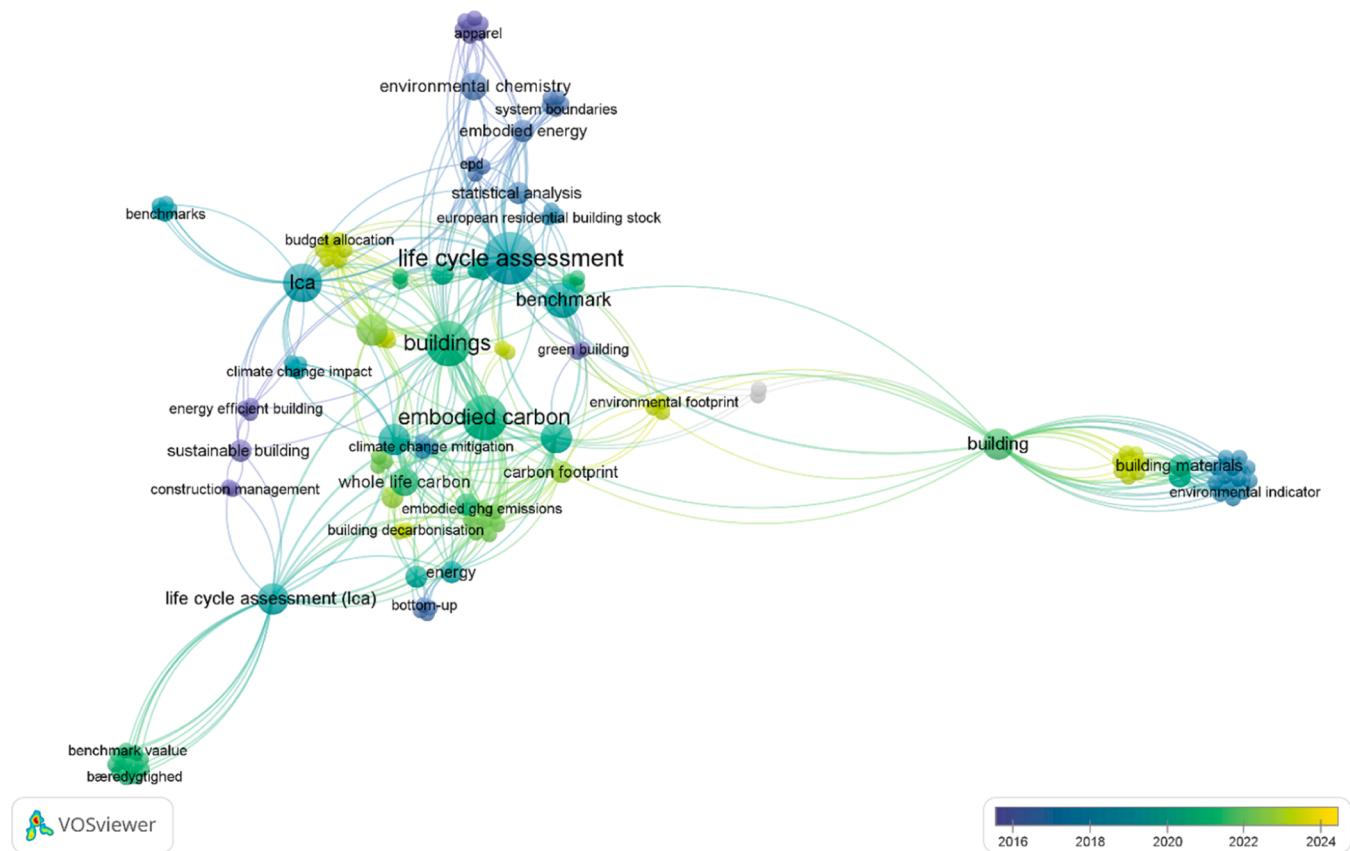 apparel
environmental chemistry
system boundaries
embodied energy
epd
statistical analysis
benchmarks
european residential building stock
budget allocation
life cycle assessment
lca
benchmark
buildings
green building
climate change impact
environmental footprint
energy efficient building
embodied carbon
building
climate change mitigation
sustainable building
building materials
carbon footprint
whole life carbon
construction management
environmental indicator
embodied ghg emissions
building decarbonisation
energy
life cycle assessment (lca)
bottom-up
benchmark vaalue
bæredygtighed
VOSviewer
2016 2018 2020 2022 2024